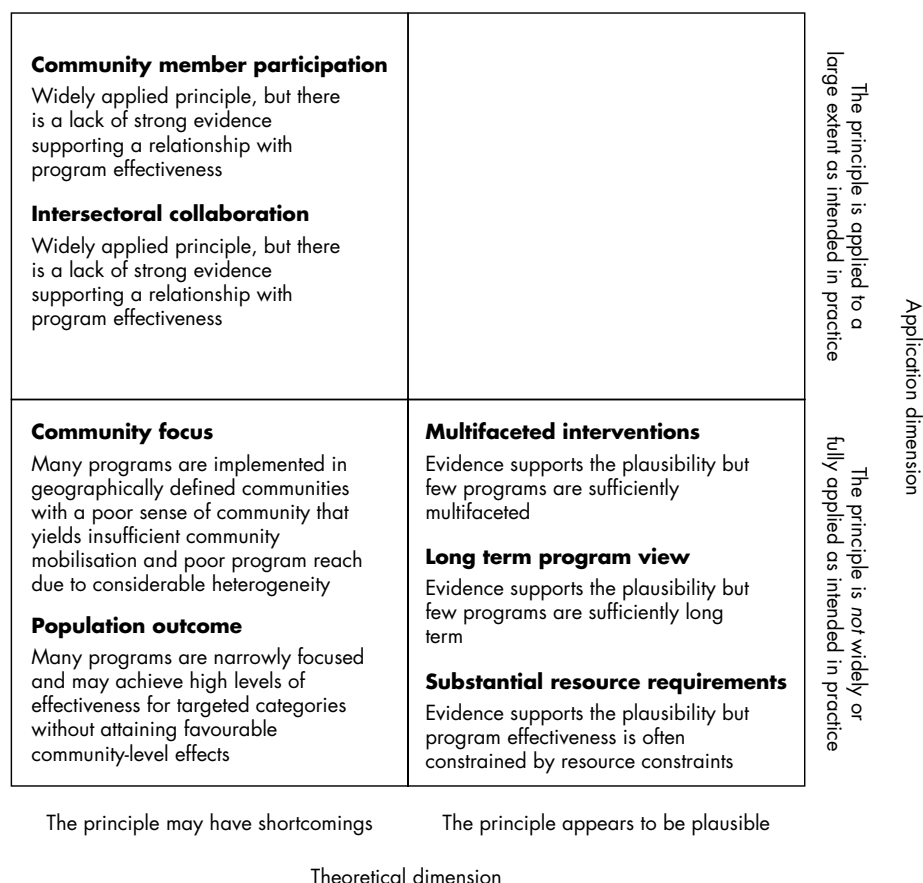 Community member participation
Widely applied principle, but there
is a lack of strong evidence
supporting a relationship with
program effectiveness
Intersectoral collaboration
Widely applied principle, but there
is a lack of strong evidence
supporting a relationship with
program effectiveness
The principle is applied to a
large extent as intended in practice
Community focus
Many programs are implemented in
geographically defined communities
with a poor sense of community that
yields insufficient community
mobilisation and poor program reach
due to considerable heterogeneity
Population outcome
Many programs are narrowly focused
and may achieve high levels of
effectiveness for targeted categories
without attaining favourable
community-level effects
Multifaceted interventions
Evidence supports the plausibility but
few programs are sufficiently
multifaceted
Long term program view
Evidence supports the plausibility but
few programs are sufficiently long
term
Substantial resource requirements
Evidence supports the plausibility but
program effectiveness is often
constrained by resource constraints
The principle is not widely or
fully applied as intended in practice
Application dimension
The principle may have shortcomings
The principle appears to be plausible
Theoretical dimension